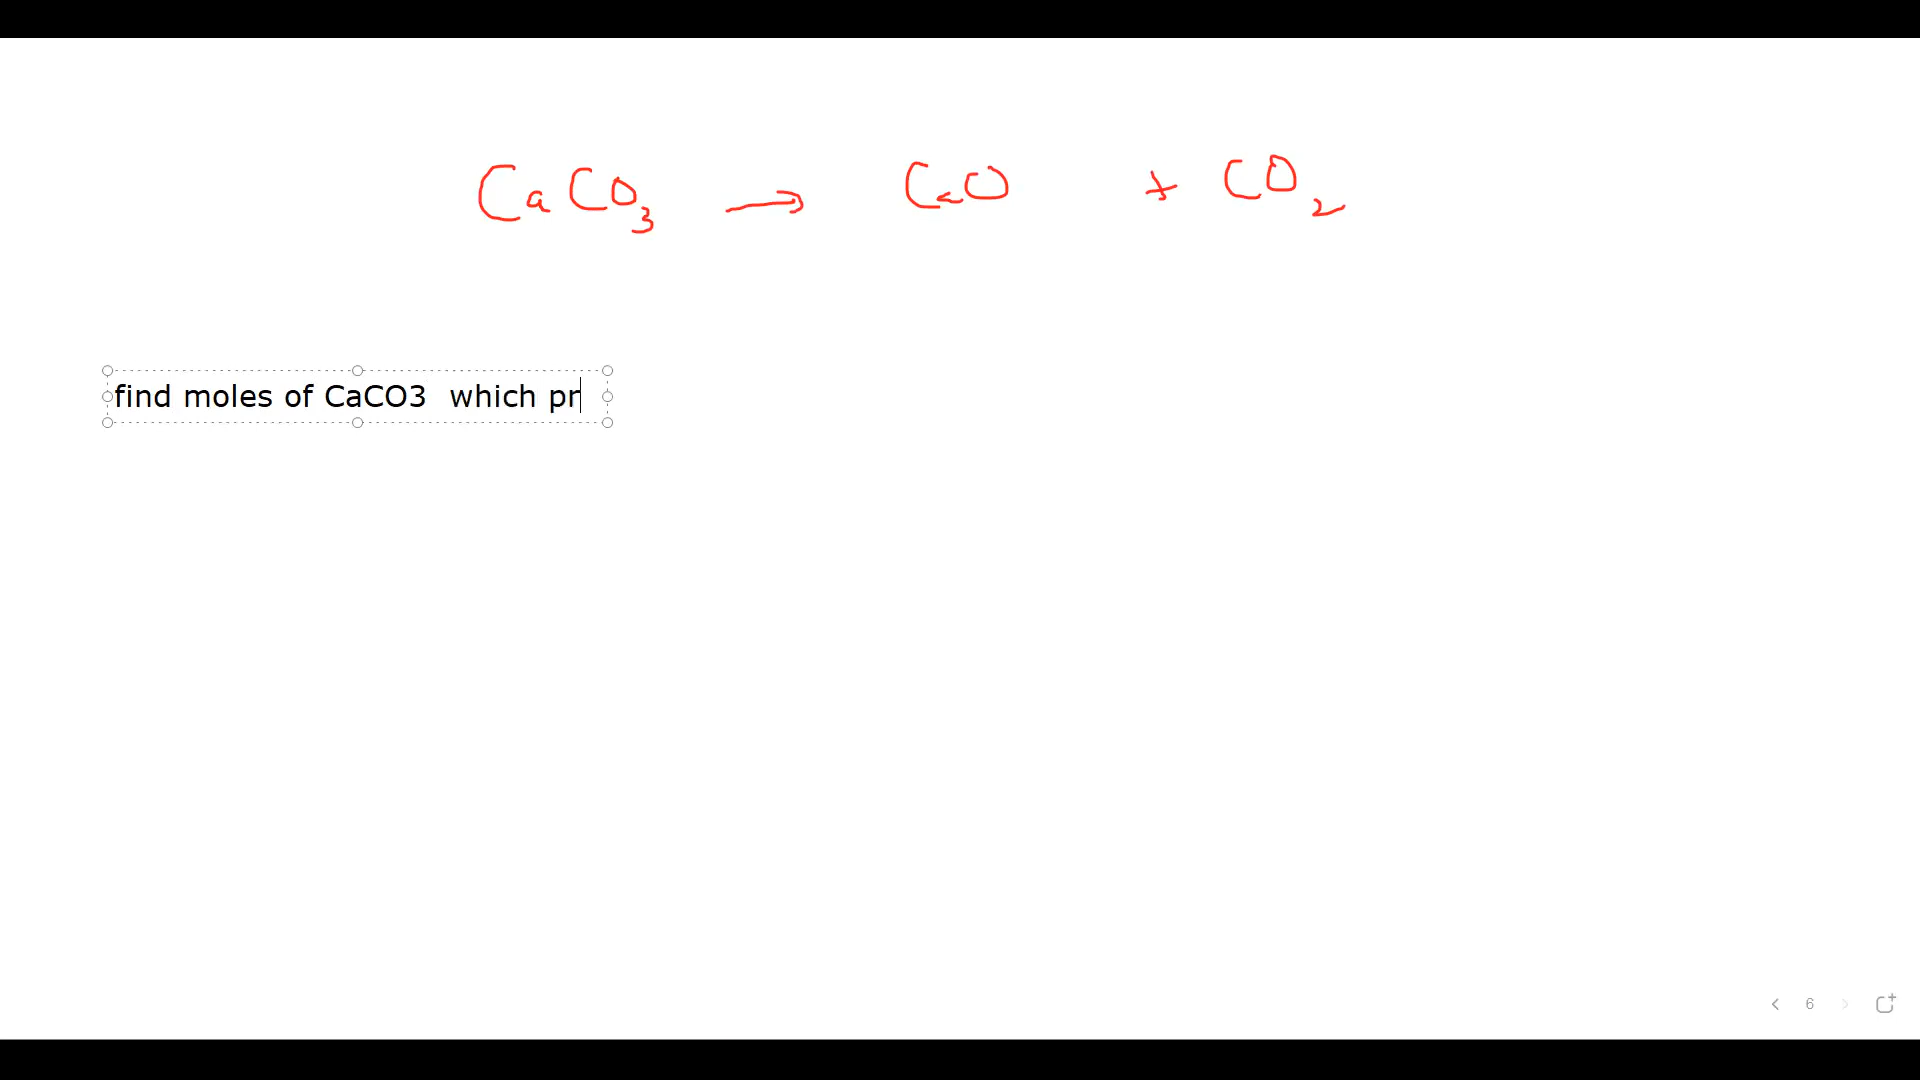 CaCO₃ → CaO + CO₂
find moles of CaCO3  which pr
6